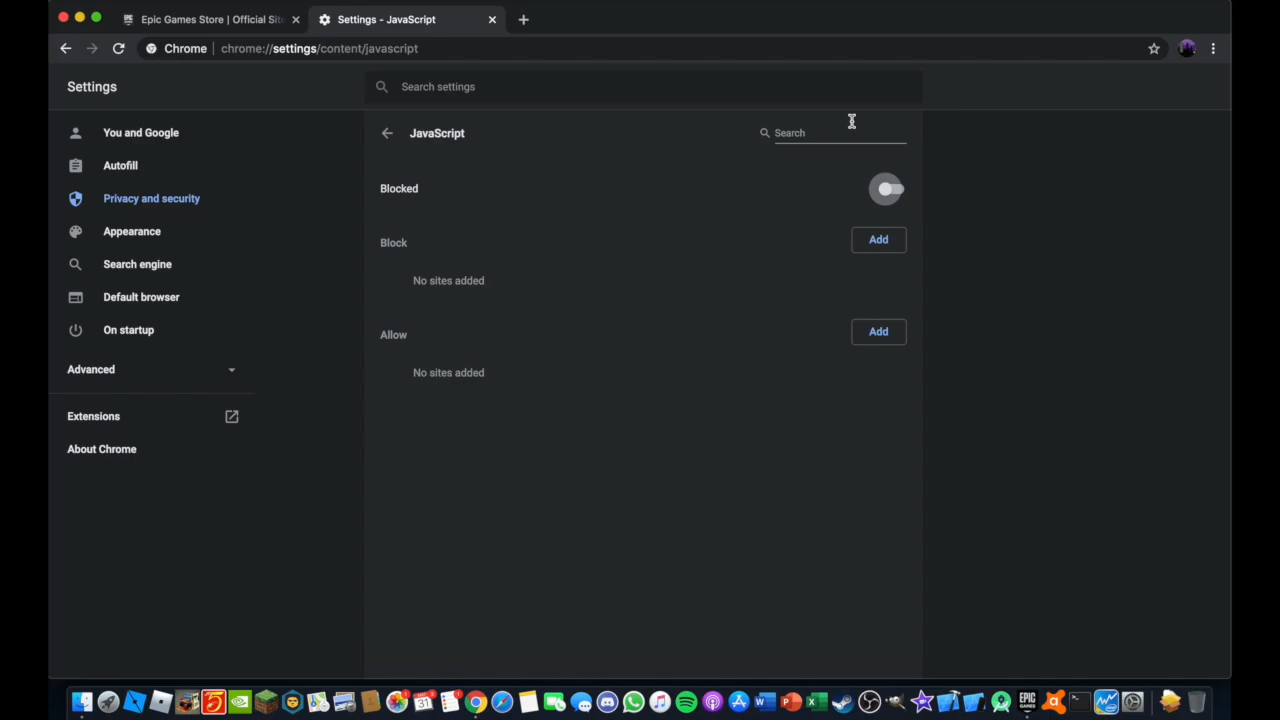 Epic Games Store | Official Sit
Settings - JavaScript
Chrome | chrome://settings/content/javascript
Settings
Search settings
You and Google
Autofill
Privacy and security
Appearance
Search engine
Default browser
On startup
Advanced
Extensions
About Chrome
JavaScript
Search
Blocked
Block
Add
No sites added
Allow
Add
No sites added
EPIC
GAMES